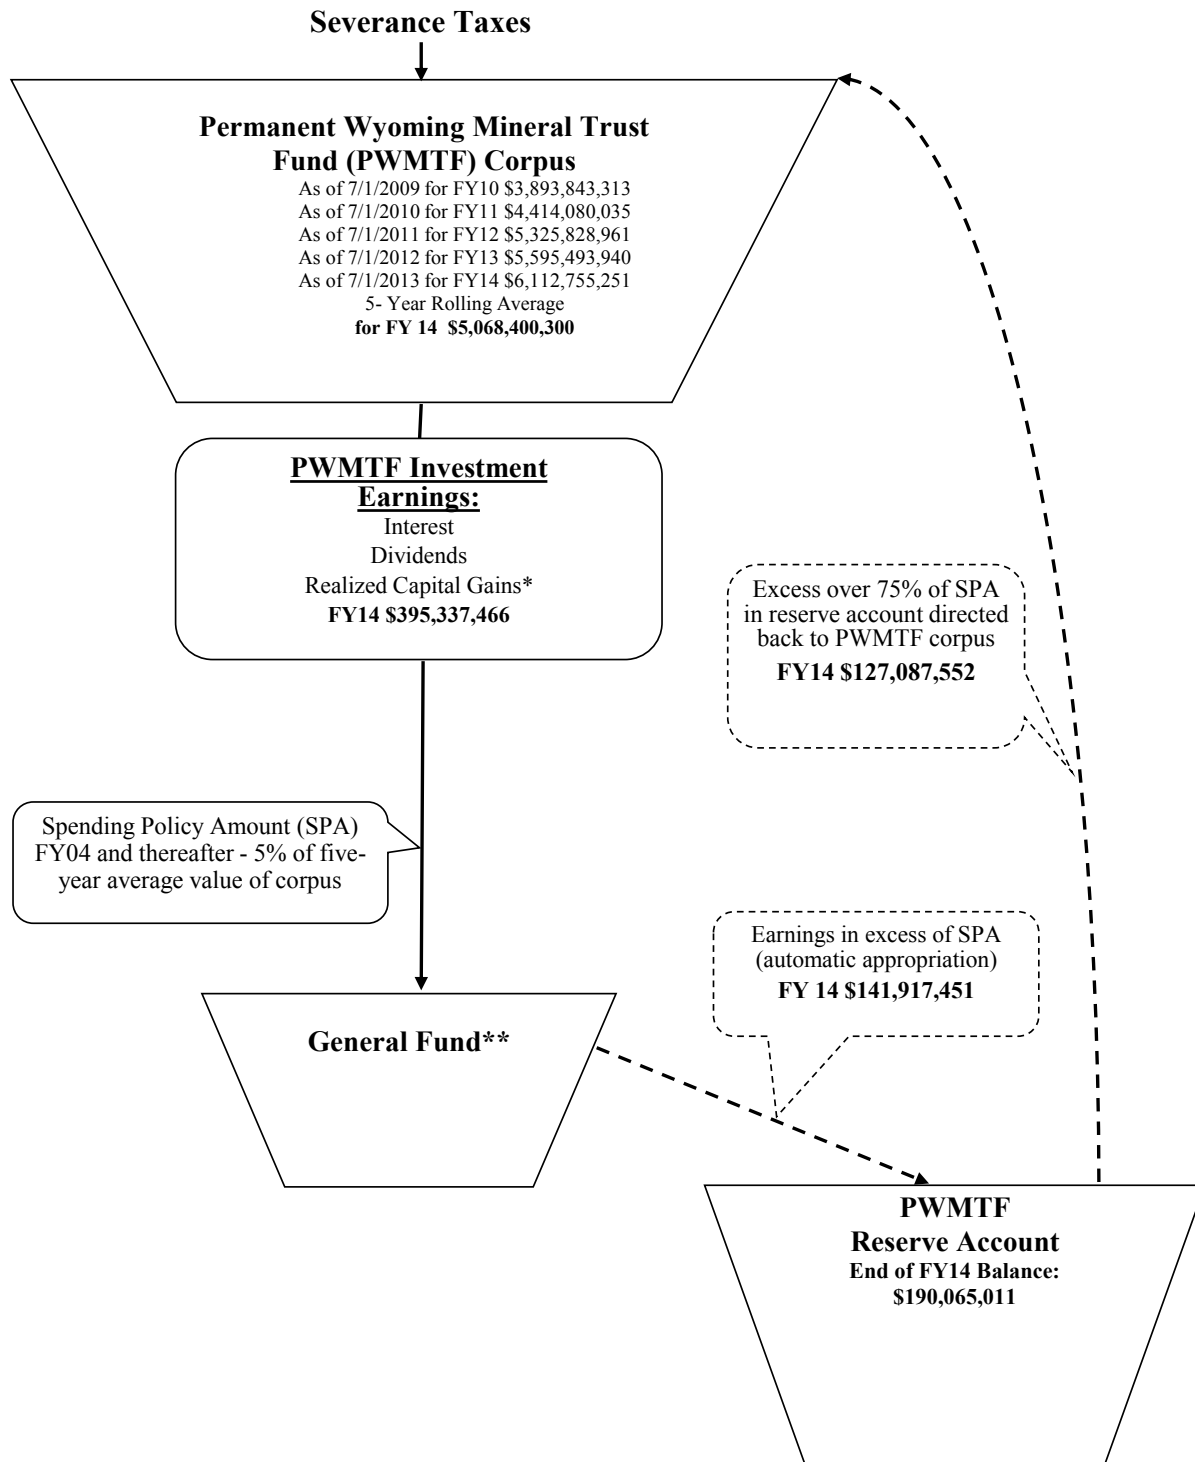 Severance Taxes
Permanent Wyoming Mineral Trust
Fund (PWMTF) Corpus
As of 7/1/2009 for FY10 $3,893,843,313
As of 7/1/2010 for FY11 $4,414,080,035
As of 7/1/2011 for FY12 $5,325,828,961
As of 7/1/2012 for FY13 $5,595,493,940
As of 7/1/2013 for FY14 $6,112,755,251
5- Year Rolling Average
for FY 14 $5,068,400,300
PWMTF Investment
Earnings:
Interest
Dividends
Realized Capital Gains*
FY14 $395,337,466
Excess over 75% of SPA
in reserve account directed
back to PWMTF corpus
FY14 $127,087,552
Spending Policy Amount (SPA)
FY04 and thereafter - 5% of five-
year average value of corpus
Earnings in excess of SPA
(automatic appropriation)
FY 14 $141,917,451
General Fund**
PWMTF
Reserve Account
End of FY14 Balance:
$190,065,011